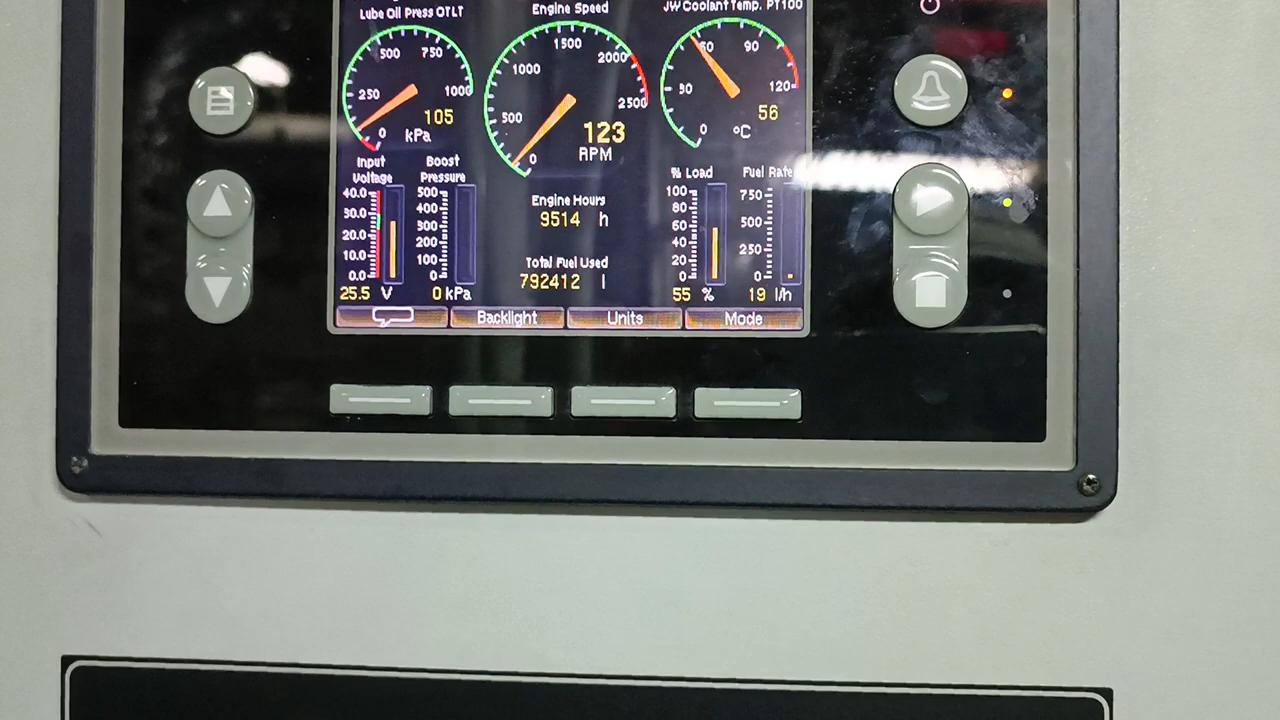 Lube Oil Press OTLT
Engine Speed
JW Coolant Temp. PT100
500 750
250 1000
0
105
kPa
1500
1000 2000
500 2500
0
123
RPM
60 90
30 120
0
56
°C
Input
Voltage
40.0
30.0
20.0
10.0
0.0
25.5 V
Boost
Pressure
500
400
300
200
100
0
0 kPa
Engine Hours
9514 h
Total Fuel Used
792412 l
% Load
100
80
60
40
20
0
55 %
Fuel Rate
750
500
250
0
19 l/h
Backlight
Units
Mode